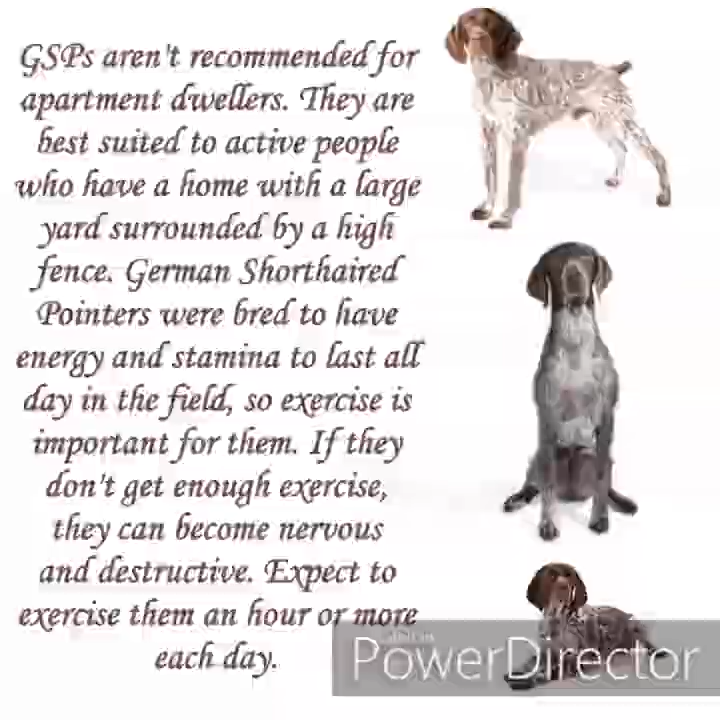 GSPs aren't recommended for
apartment dwellers. They are
best suited to active people
who have a home with a large
yard surrounded by a high
fence. German Shorthaired
Pointers were bred to have
energy and stamina to last all
day in the field, so exercise is
important for them. If they
don't get enough exercise,
they can become nervous
and destructive. Expect to
exercise them an hour or more
each day.
PowerDirector